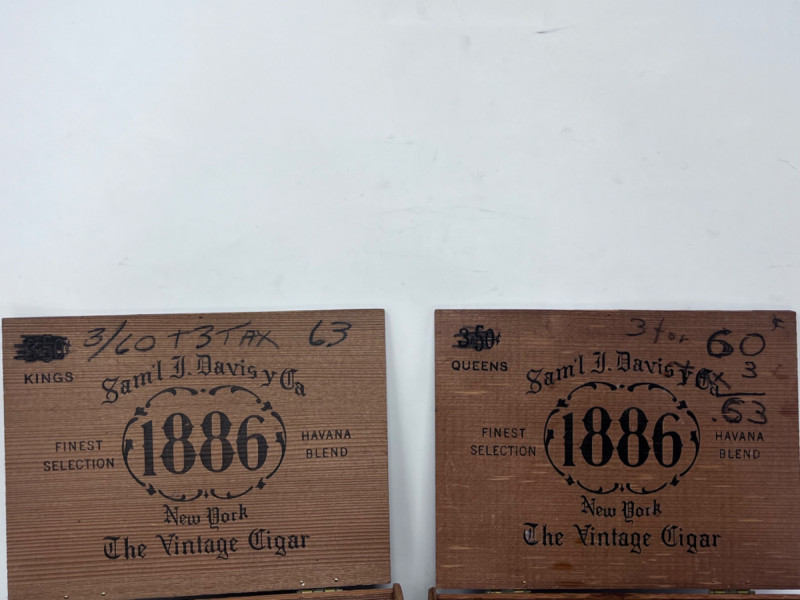 3/60 + 3 TAX 63
KINGS
Sam'l J. Davis y Ca
1886
FINEST SELECTION
HAVANA BLEND
New York
The Vintage Cigar
3 for 60¢
3·50¢
QUEENS
Tax 3
.63
Sam'l J. Davis y Ca
1886
FINEST SELECTION
HAVANA BLEND
New York
The Vintage Cigar